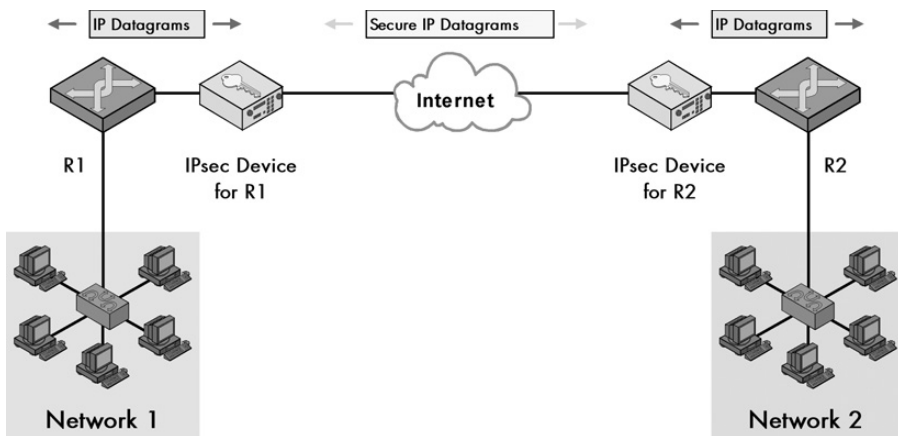 IP Datagrams
Secure IP Datagrams
IP Datagrams
Internet
R1
IPsec Device
for R1
IPsec Device
for R2
R2
Network 1
Network 2